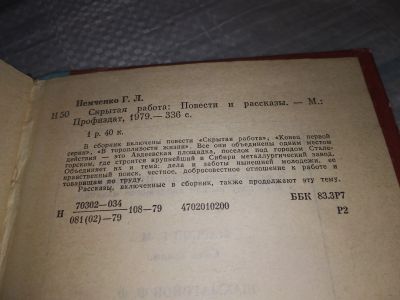 Немченко Г. Л.
Н 50
Скрытая работа: Повести и рассказы. — М.:
Профиздат, 1979.— 336 с.
1 р. 40 к.
В сборник включены повести «Скрытая работа», «Конец первой
серии», «В торопливости жизни». Все они объединены одним местом
действия — это Авдеевская площадка, поселок под городом Стале-
горском, где строится крупнейший в Сибири металлургический завод.
Объединяет их и тема: дела и заботы нынешней молодежи, ее
нравственный поиск, честное, добросовестное отношение к работе и
товарищам по труду.
Рассказы, включенные в сборник, также продолжают эту тему.
Н 70302—034 108—79 4702010200
081(02)—79
ББК 83.3Р7
Р2